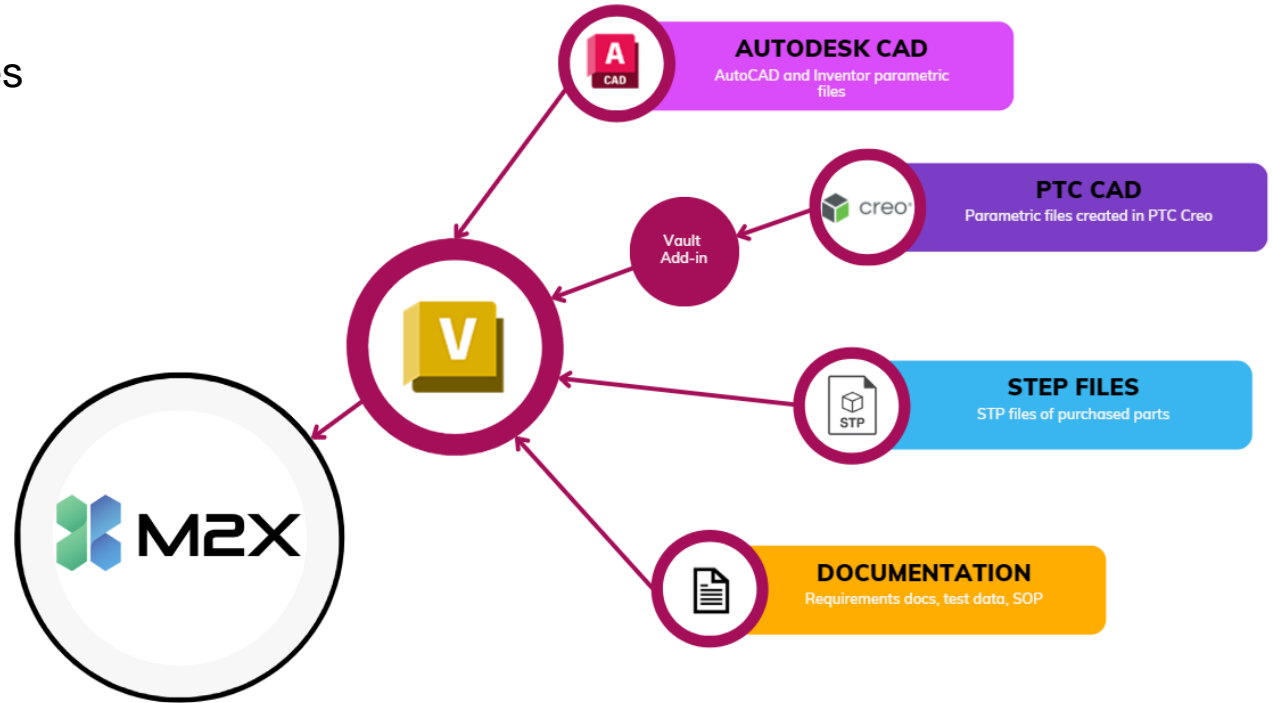 es
A
CAD
AUTODESK CAD
AutoCAD and Inventor parametric
files
creo®
PTC CAD
Parametric files created in PTC Creo
Vault
Add-in
V
STP
STEP FILES
STP files of purchased parts
M2X
DOCUMENTATION
Requirements docs, test data, SOP